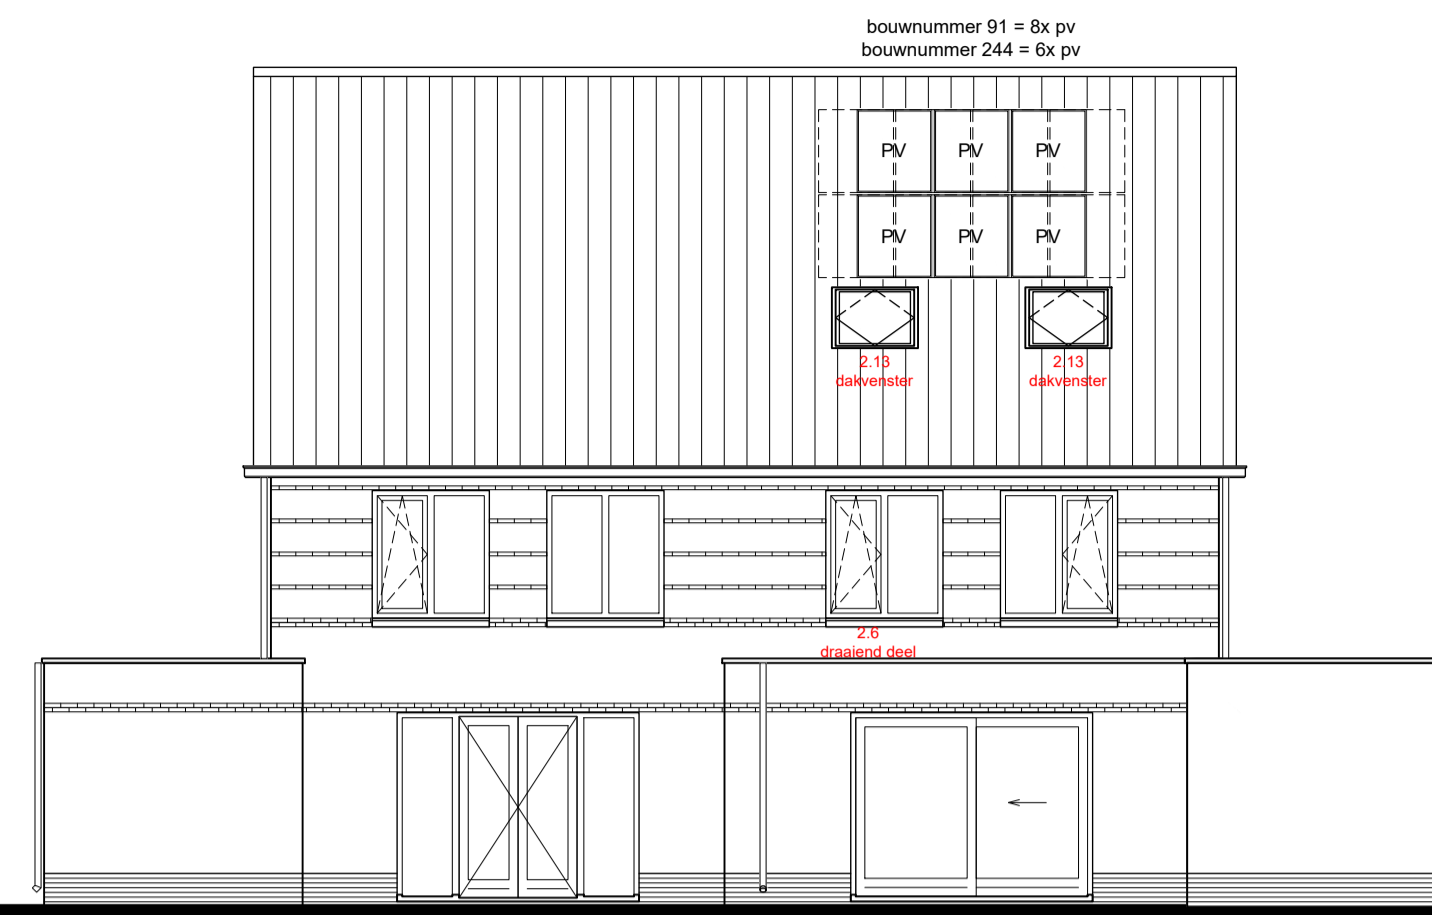 bouwnummer 91 = 8x pv
bouwnummer 244 = 6x pv
PV PV PV
PV PV PV
2.13 2.13
dakvenster dakvenster
2.6
draaiend deel